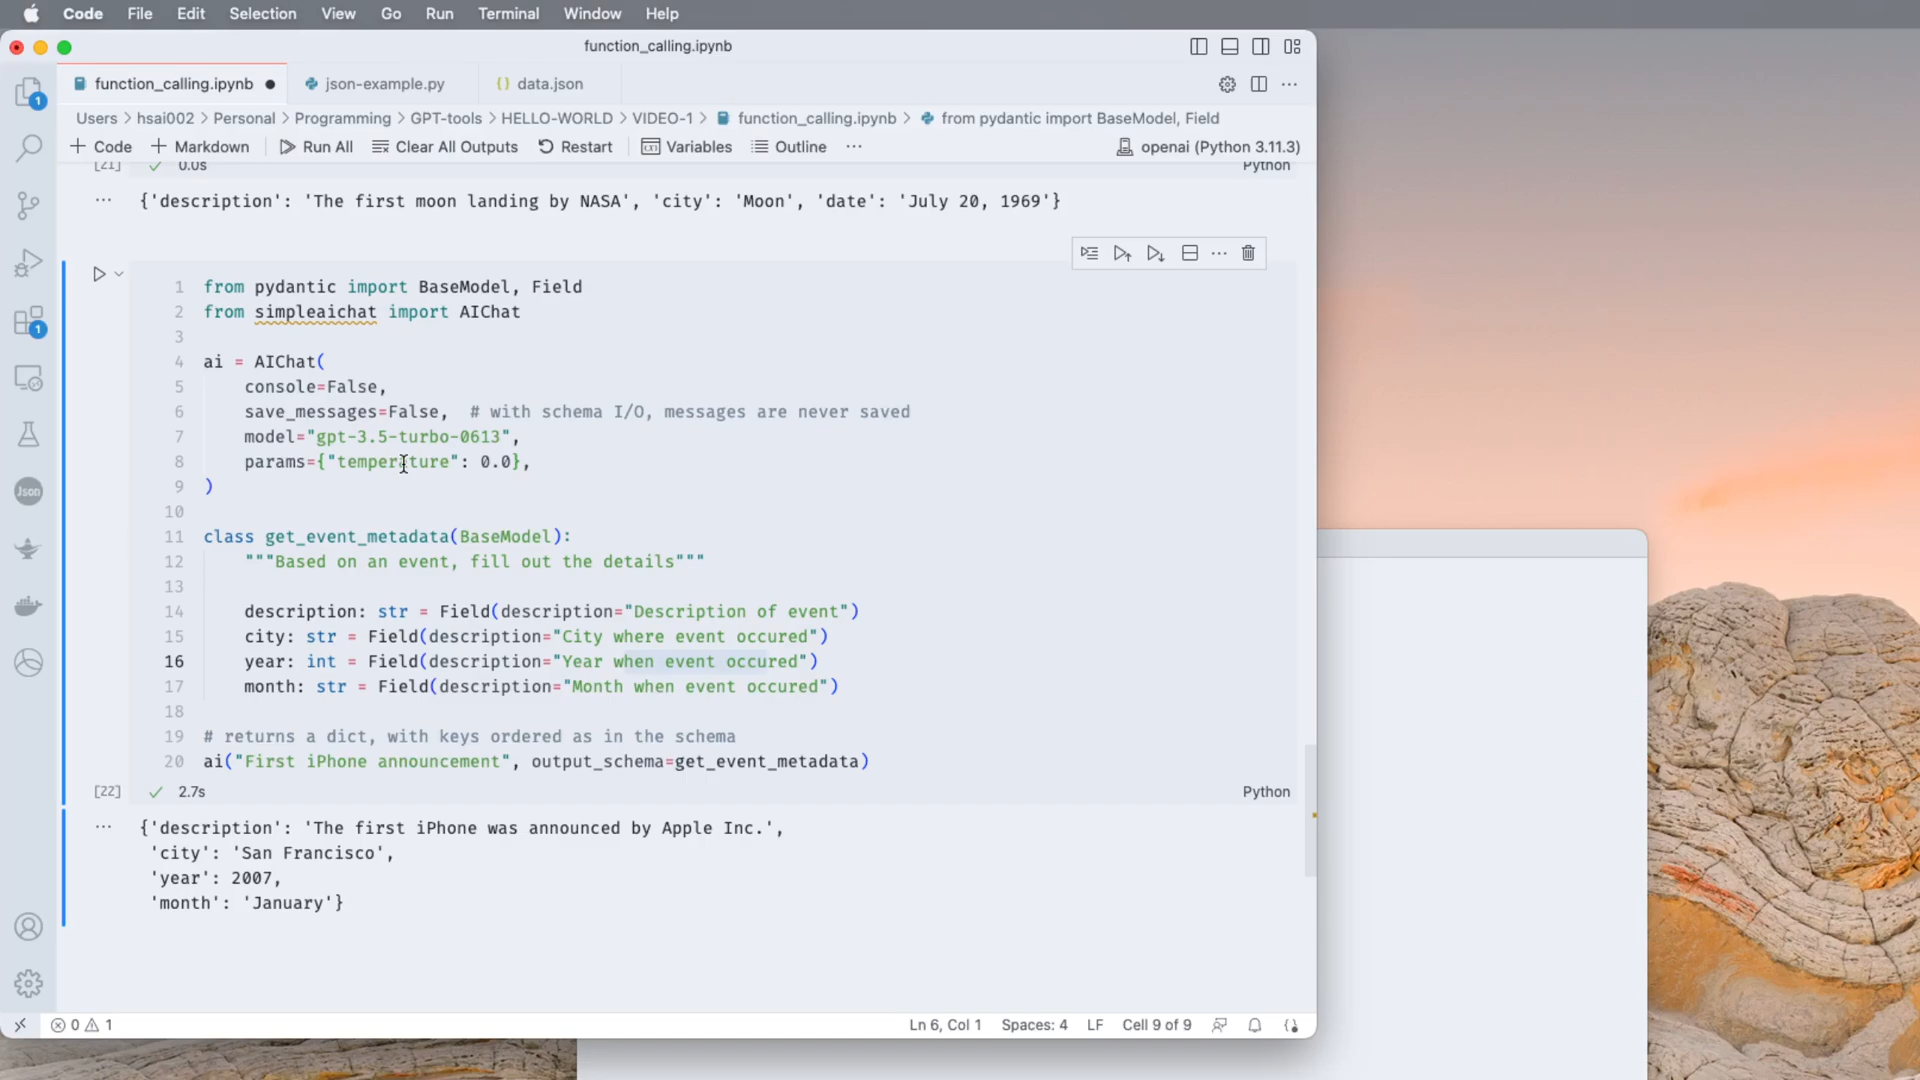 Code File Edit Selection View Go Run Terminal Window Help
function_calling.ipynb
function_calling.ipynb json-example.py data.json
Users > hsai002 > Personal > Programming > GPT-tools > HELLO-WORLD > VIDEO-1 > function_calling.ipynb > from pydantic import BaseModel, Field
+ Code + Markdown Run All Clear All Outputs Restart Variables Outline ... openai (Python 3.11.3)
[21] 0.0s Python
... {'description': 'The first moon landing by NASA', 'city': 'Moon', 'date': 'July 20, 1969'}
1 from pydantic import BaseModel, Field
2 from simpleaichat import AIChat
3
4 ai = AIChat(
5 console=False,
6 save_messages=False, # with schema I/O, messages are never saved
7 model="gpt-3.5-turbo-0613",
8 params={"temperature": 0.0},
9 )
10
11 class get_event_metadata(BaseModel):
12 """Based on an event, fill out the details"""
13
14 description: str = Field(description="Description of event")
15 city: str = Field(description="City where event occured")
16 year: int = Field(description="Year when event occured")
17 month: str = Field(description="Month when event occured")
18
19 # returns a dict, with keys ordered as in the schema
20 ai("First iPhone announcement", output_schema=get_event_metadata)
[22] 2.7s Python
... {'description': 'The first iPhone was announced by Apple Inc.',
'city': 'San Francisco',
'year': 2007,
'month': 'January'}
1
1
Json
0 1 Ln 6, Col 1 Spaces: 4 LF Cell 9 of 9